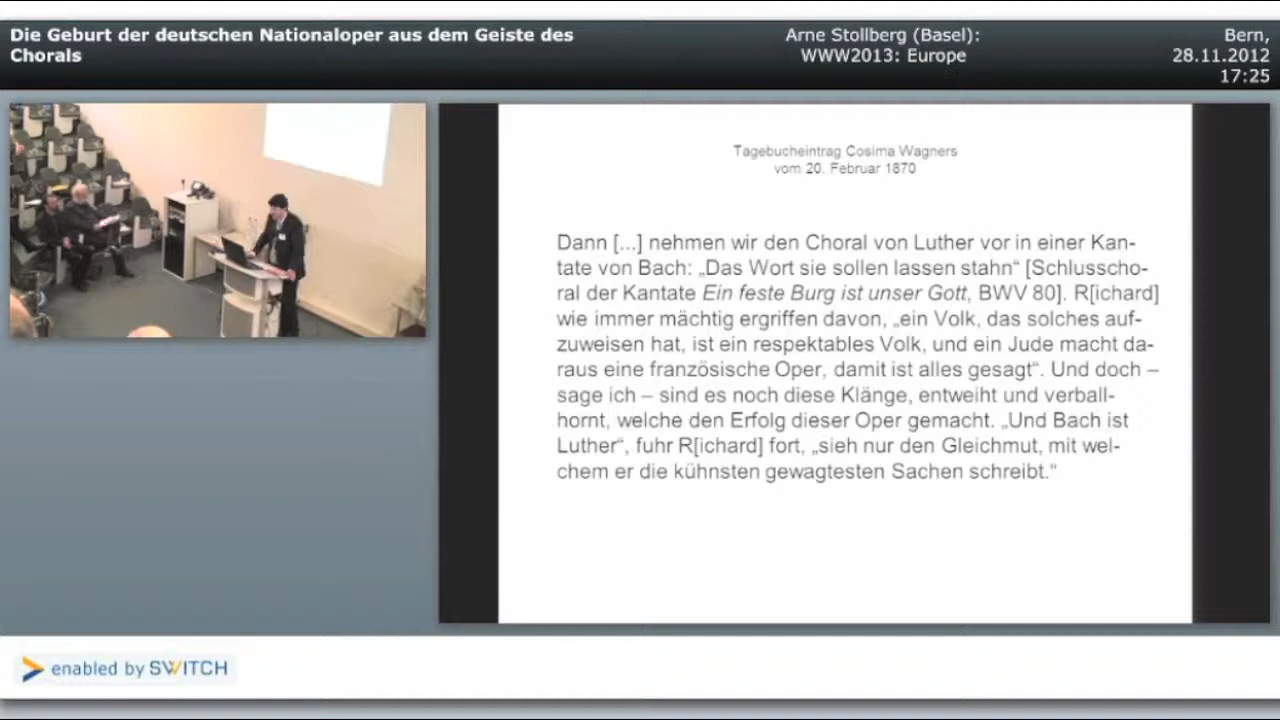 Die Geburt der deutschen Nationaloper aus dem Geiste des
Chorals
Arne Stollberg (Basel):
WWW2013: Europe
Bern,
28.11.2012
17:25
Tagebucheintrag Cosima Wagners
vom 20. Februar 1870
Dann [...] nehmen wir den Choral von Luther vor in einer Kan-
tate von Bach: „Das Wort sie sollen lassen stahn“ [Schlusscho-
ral der Kantate Ein feste Burg ist unser Gott, BWV 80]. R[ichard]
wie immer mächtig ergriffen davon, „ein Volk, das solches auf-
zuweisen hat, ist ein respektables Volk, und ein Jude macht da-
raus eine französische Oper, damit ist alles gesagt“. Und doch –
sage ich – sind es noch diese Klänge, entweiht und verball-
hornt, welche den Erfolg dieser Oper gemacht. „Und Bach ist
Luther“, fuhr R[ichard] fort, „sieh nur den Gleichmut, mit wel-
chem er die kühnsten gewagtesten Sachen schreibt.“
enabled by SWITCH